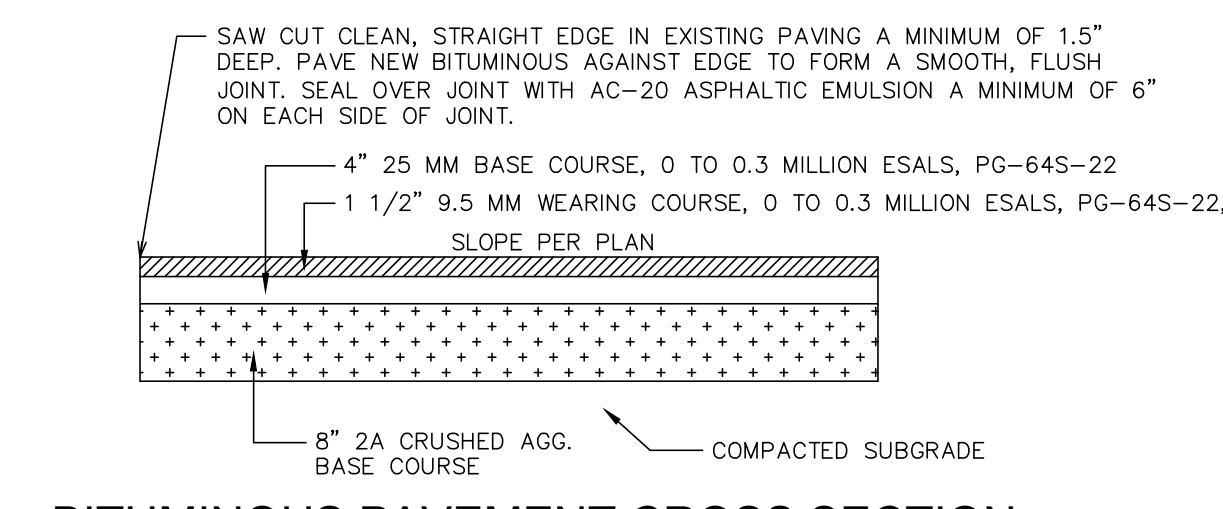 SAW CUT CLEAN, STRAIGHT EDGE IN EXISTING PAVING A MINIMUM OF 1.5”
DEEP. PAVE NEW BITUMINOUS AGAINST EDGE TO FORM A SMOOTH, FLUSH
JOINT. SEAL OVER JOINT WITH AC-20 ASPHALTIC EMULSION A MINIMUM OF 6”
ON EACH SIDE OF JOINT.
4” 25 MM BASE COURSE, 0 TO 0.3 MILLION ESALS, PG-64S-22
1 1/2” 9.5 MM WEARING COURSE, 0 TO 0.3 MILLION ESALS, PG-64S-22,
SLOPE PER PLAN
8” 2A CRUSHED AGG.
BASE COURSE
COMPACTED SUBGRADE
BITUMINOUS PAVEMENT CROSS SECTION